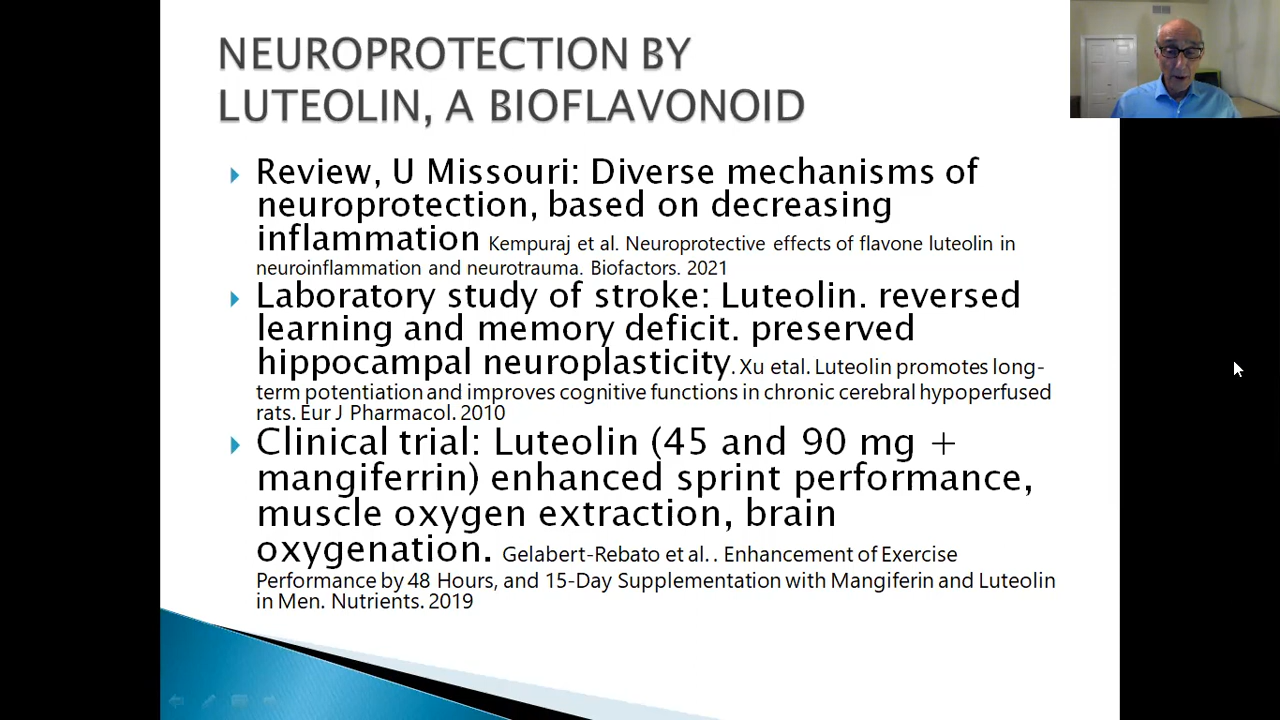 NEUROPROTECTION BY
LUTEOLIN, A BIOFLAVONOID
Review, U Missouri: Diverse mechanisms of
neuroprotection, based on decreasing
inflammation Kempuraj et al. Neuroprotective effects of flavone luteolin in
neuroinflammation and neurotrauma. Biofactors. 2021
Laboratory study of stroke: Luteolin. reversed
learning and memory deficit. preserved
hippocampal neuroplasticity. Xu etal. Luteolin promotes long-
term potentiation and improves cognitive functions in chronic cerebral hypoperfused
rats. Eur J Pharmacol. 2010
Clinical trial: Luteolin (45 and 90 mg +
mangiferrin) enhanced sprint performance,
muscle oxygen extraction, brain
oxygenation. Gelabert-Rebato et al. . Enhancement of Exercise
Performance by 48 Hours, and 15-Day Supplementation with Mangiferin and Luteolin
in Men. Nutrients. 2019